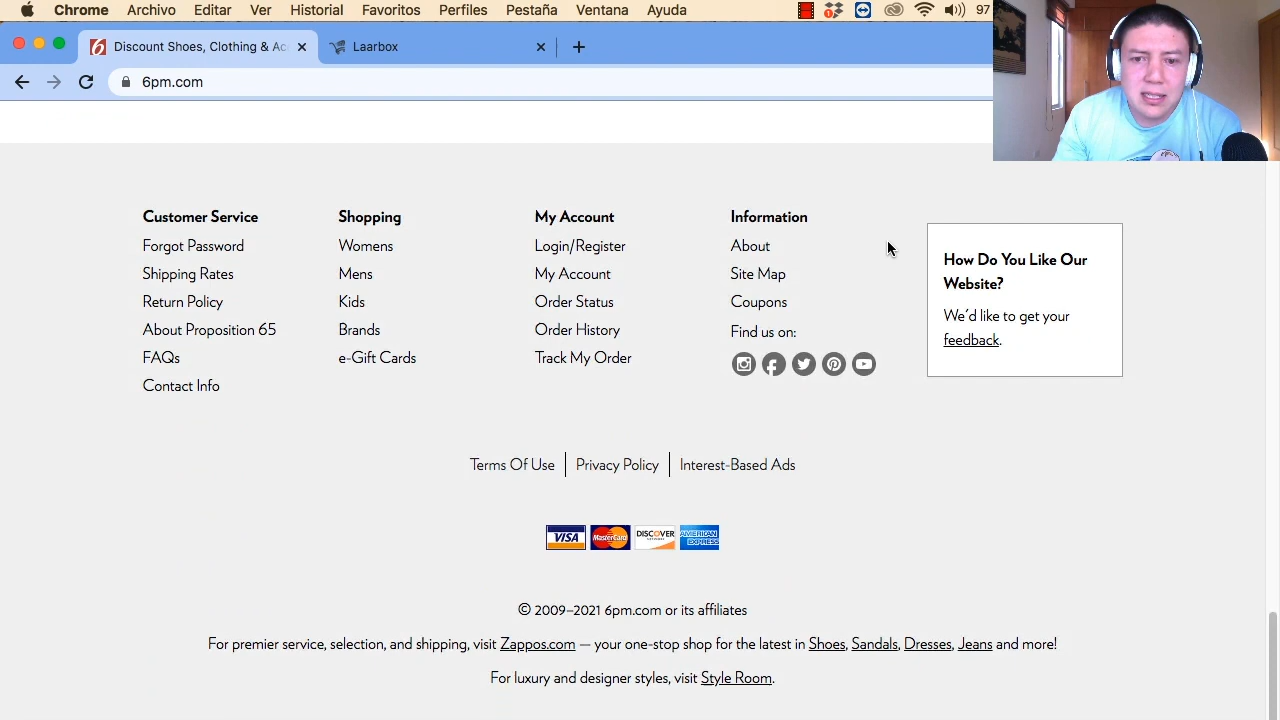 Chrome Archivo Editar Ver Historial Favoritos Perfiles Pestaña Ventana Ayuda 97
Discount Shoes, Clothing & Ac
Laarbox
6pm.com
Customer Service
Forgot Password
Shipping Rates
Return Policy
About Proposition 65
FAQs
Contact Info
Shopping
Womens
Mens
Kids
Brands
e-Gift Cards
My Account
Login/Register
My Account
Order Status
Order History
Track My Order
Information
About
Site Map
Coupons
Find us on:
How Do You Like Our
Website?
We'd like to get your
feedback.
Terms Of Use
Privacy Policy
Interest-Based Ads
VISA MasterCard DISCOVER AMERICAN EXPRESS
© 2009–2021 6pm.com or its affiliates
For premier service, selection, and shipping, visit Zappos.com — your one-stop shop for the latest in Shoes, Sandals, Dresses, Jeans and more!
For luxury and designer styles, visit Style Room.